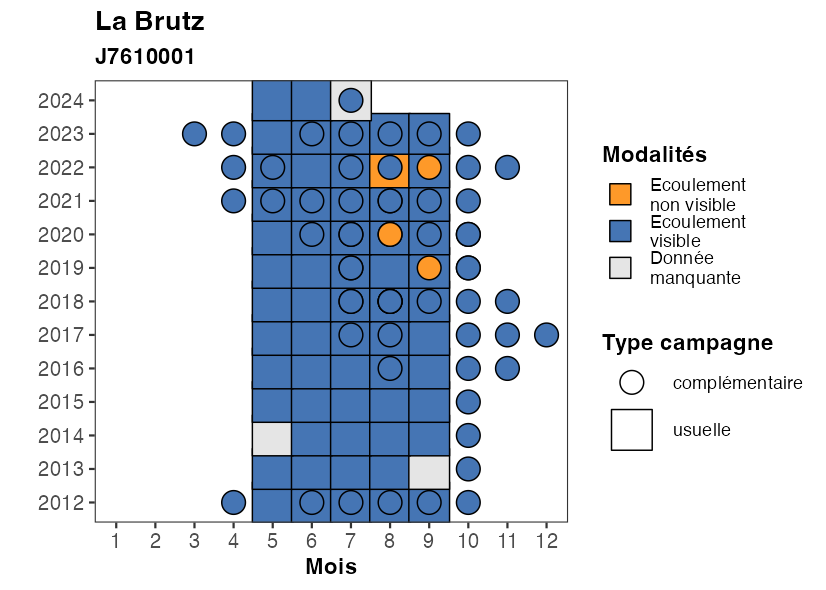 La Brutz
J7610001
2024
2023
2022
2021
2020
2019
2018
2017
2016
2015
2014
2013
2012
1 2 3 4 5 6 7 8 9 10 11 12
Mois
Modalités
Ecoulement
non visible
Ecoulement
visible
Donnée
manquante
Type campagne
complémentaire
usuelle